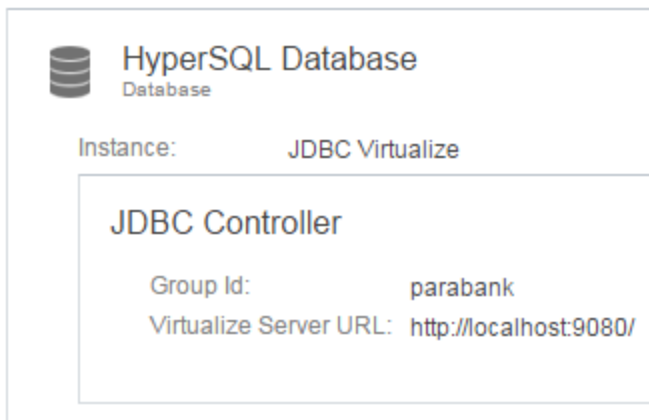 HyperSQL Database
Database
Instance: JDBC Virtualize
JDBC Controller
Group Id: parabank
Virtualize Server URL: http://localhost:9080/